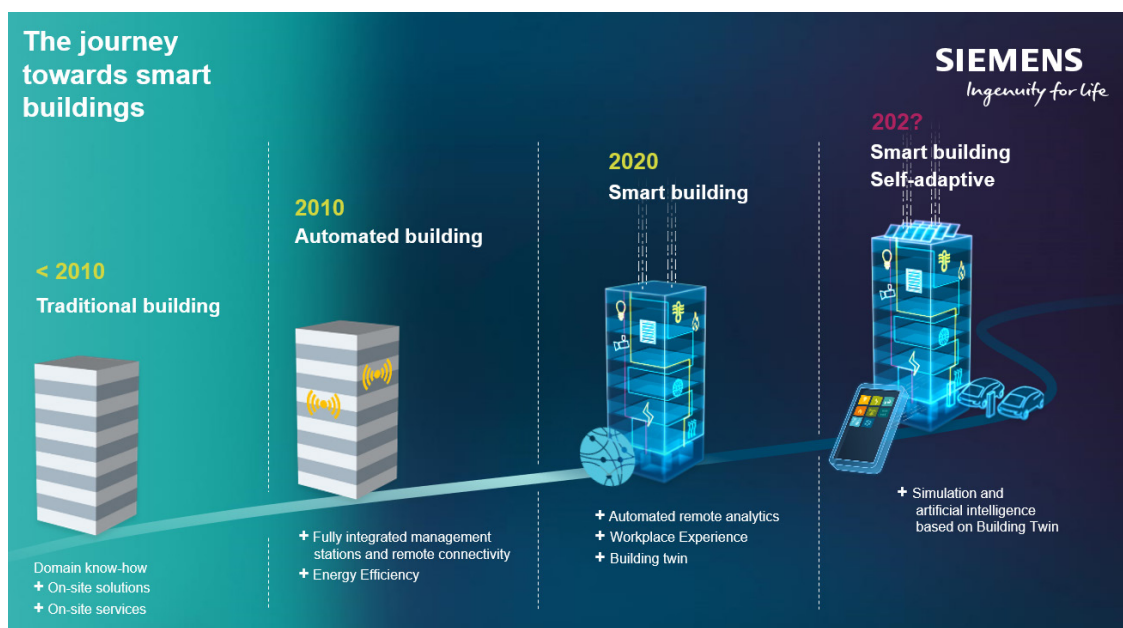 The journey
towards smart
buildings
SIEMENS
Ingenuity for life
< 2010
Traditional building
Domain know-how
+ On-site solutions
+ On-site services
2010
Automated building
+ Fully integrated management
stations and remote connectivity
+ Energy Efficiency
2020
Smart building
+ Automated remote analytics
+ Workplace Experience
+ Building twin
202?
Smart building
Self-adaptive
+ Simulation and
artificial intelligence
based on Building Twin